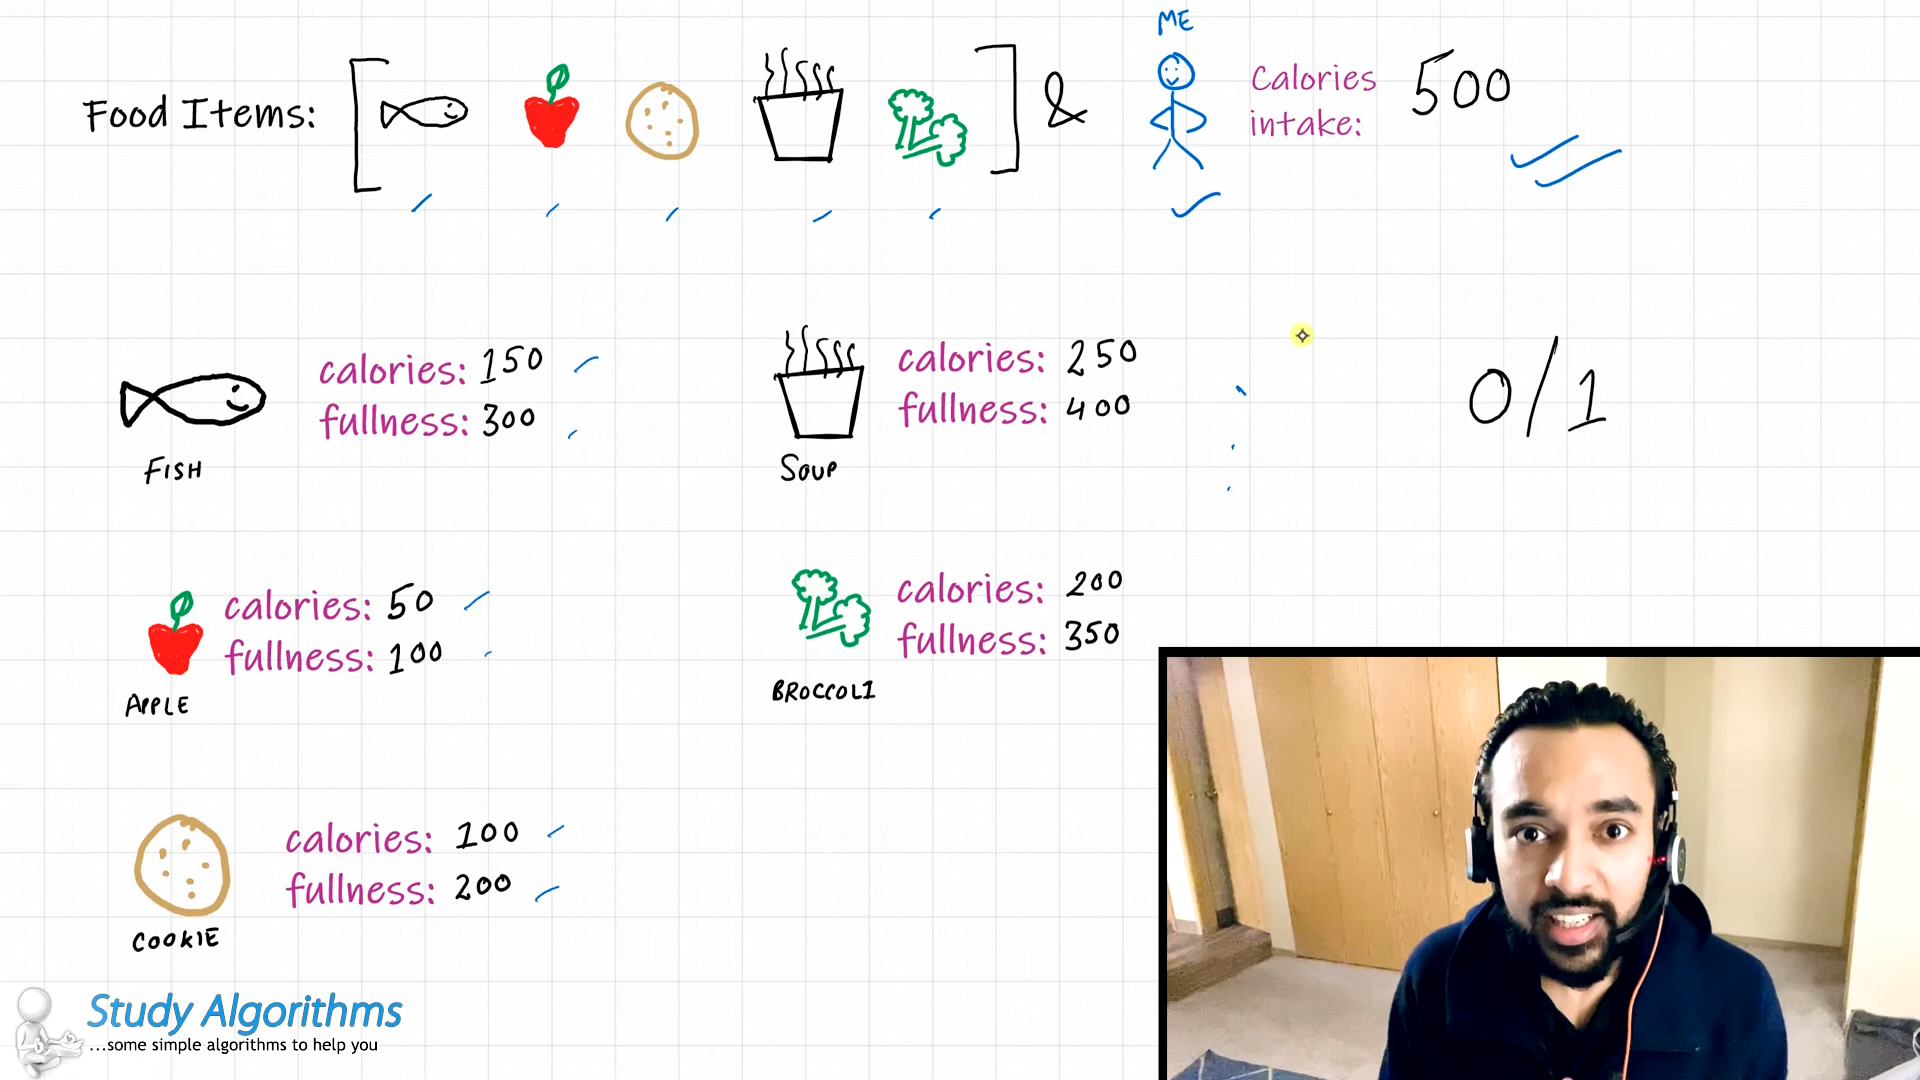 ME
Food Items: [ ] & Calories intake: 500
calories: 150
fullness: 300
FISH
calories: 250
fullness: 400
SOUP
0/1
calories: 50
fullness: 100
APPLE
calories: 200
fullness: 350
BROCCOLI
calories: 100
fullness: 200
COOKIE
Study Algorithms
...some simple algorithms to help you